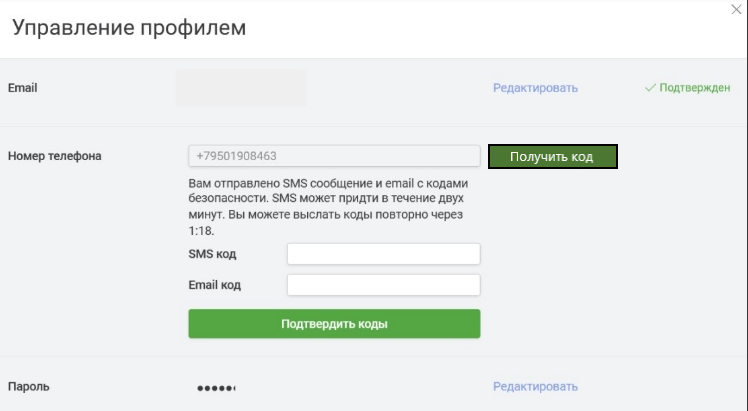 Управление профилем
Email
Редактировать
Подтвержден
Номер телефона
+79501908463
Получить код
Вам отправлено SMS сообщение и email с кодами
безопасности. SMS может придти в течение двух
минут. Вы можете выслать коды повторно через
1:18.
SMS код
Email код
Подтвердить коды
Пароль
Редактировать